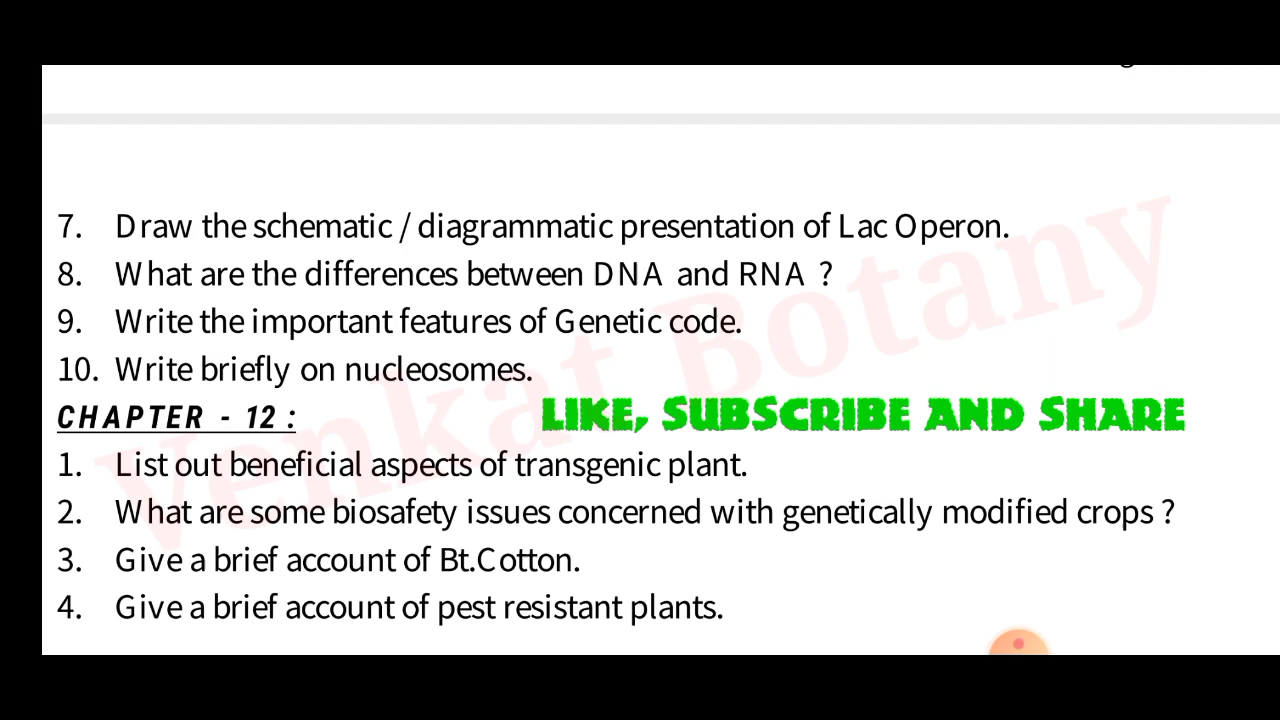 7. Draw the schematic / diagrammatic presentation of Lac Operon.
8. What are the differences between DNA and RNA ?
9. Write the important features of Genetic code.
10. Write briefly on nucleosomes.
CHAPTER - 12 :
LIKE, SUBSCRIBE AND SHARE
1. List out beneficial aspects of transgenic plant.
2. What are some biosafety issues concerned with genetically modified crops ?
3. Give a brief account of Bt.Cotton.
4. Give a brief account of pest resistant plants.
Venkat Botany